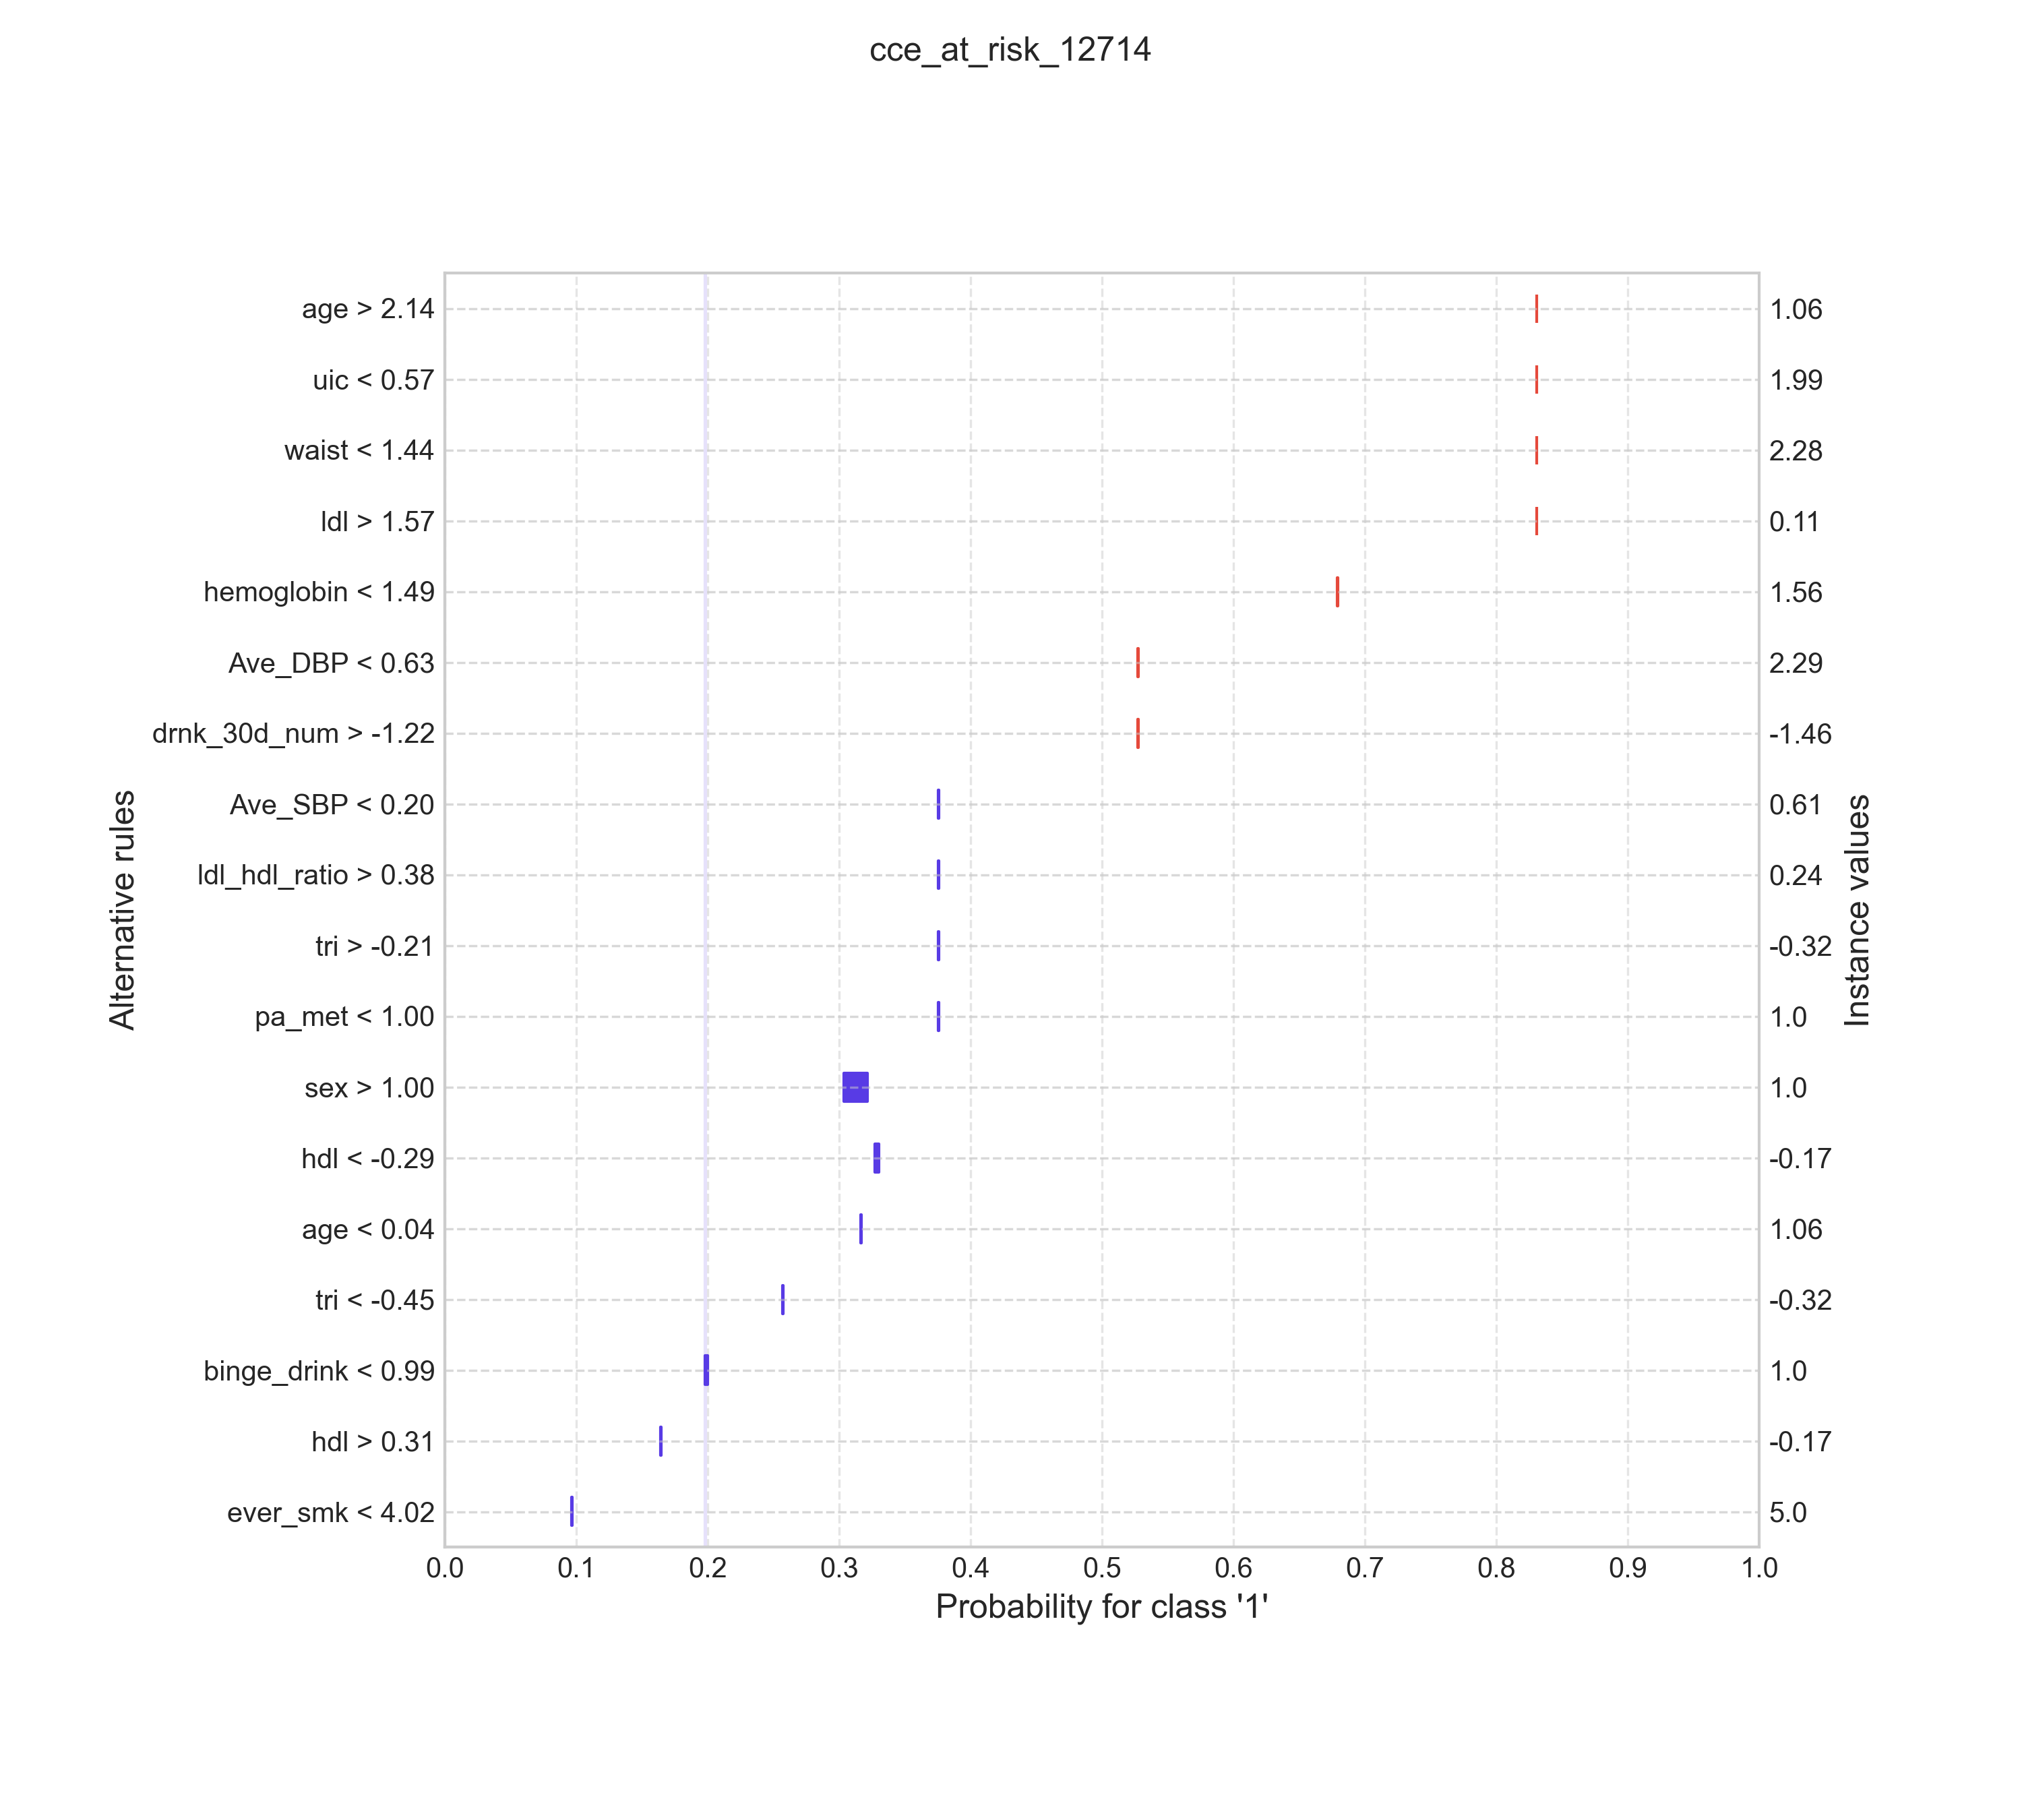 cce_at_risk_12714
age > 2.14 1.06
uic < 0.57 1.99
waist < 1.44 2.28
ldl > 1.57 0.11
hemoglobin < 1.49 1.56
Ave_DBP < 0.63 2.29
drnk_30d_num > -1.22 -1.46
Ave_SBP < 0.20 0.61
ldl_hdl_ratio > 0.38 0.24
tri > -0.21 -0.32
pa_met < 1.00 1.0
sex > 1.00 1.0
hdl < -0.29 -0.17
age < 0.04 1.06
tri < -0.45 -0.32
binge_drink < 0.99 1.0
hdl > 0.31 -0.17
ever_smk < 4.02 5.0
Alternative rules
Instance values
0.0 0.1 0.2 0.3 0.4 0.5 0.6 0.7 0.8 0.9 1.0
Probability for class '1'